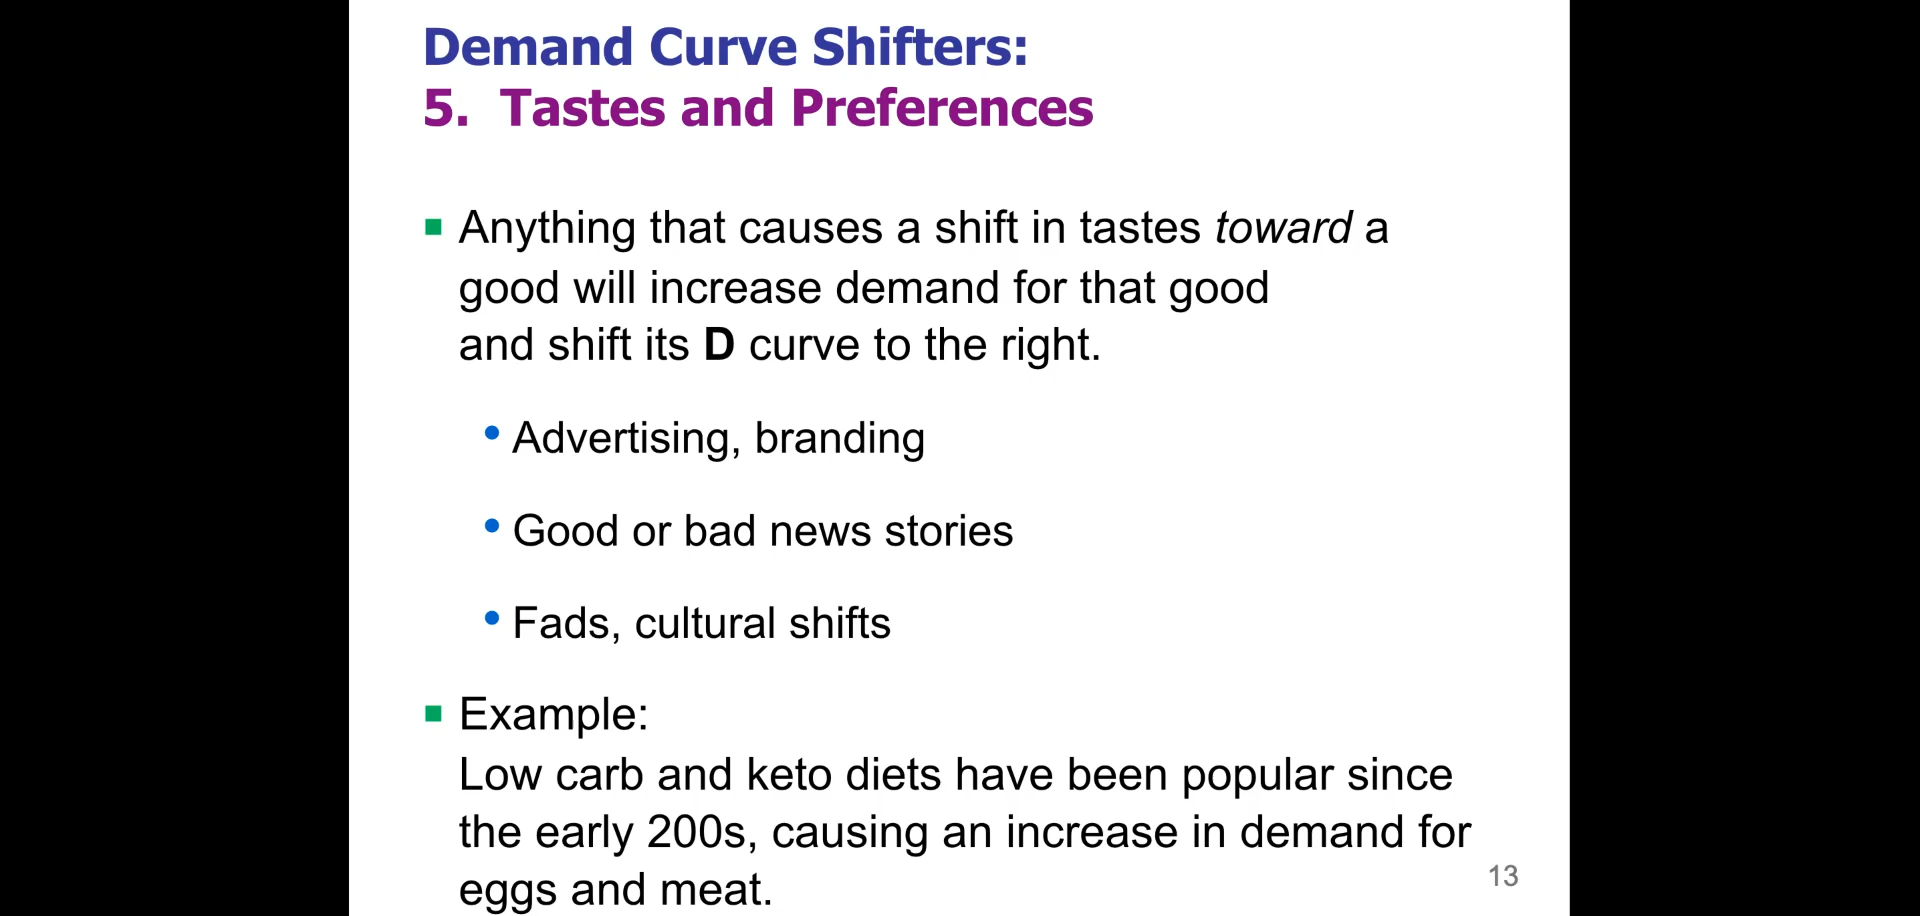 Demand Curve Shifters:
5. Tastes and Preferences
Anything that causes a shift in tastes toward a
good will increase demand for that good
and shift its D curve to the right.
Advertising, branding
Good or bad news stories
Fads, cultural shifts
Example:
Low carb and keto diets have been popular since
the early 200s, causing an increase in demand for
eggs and meat.
13